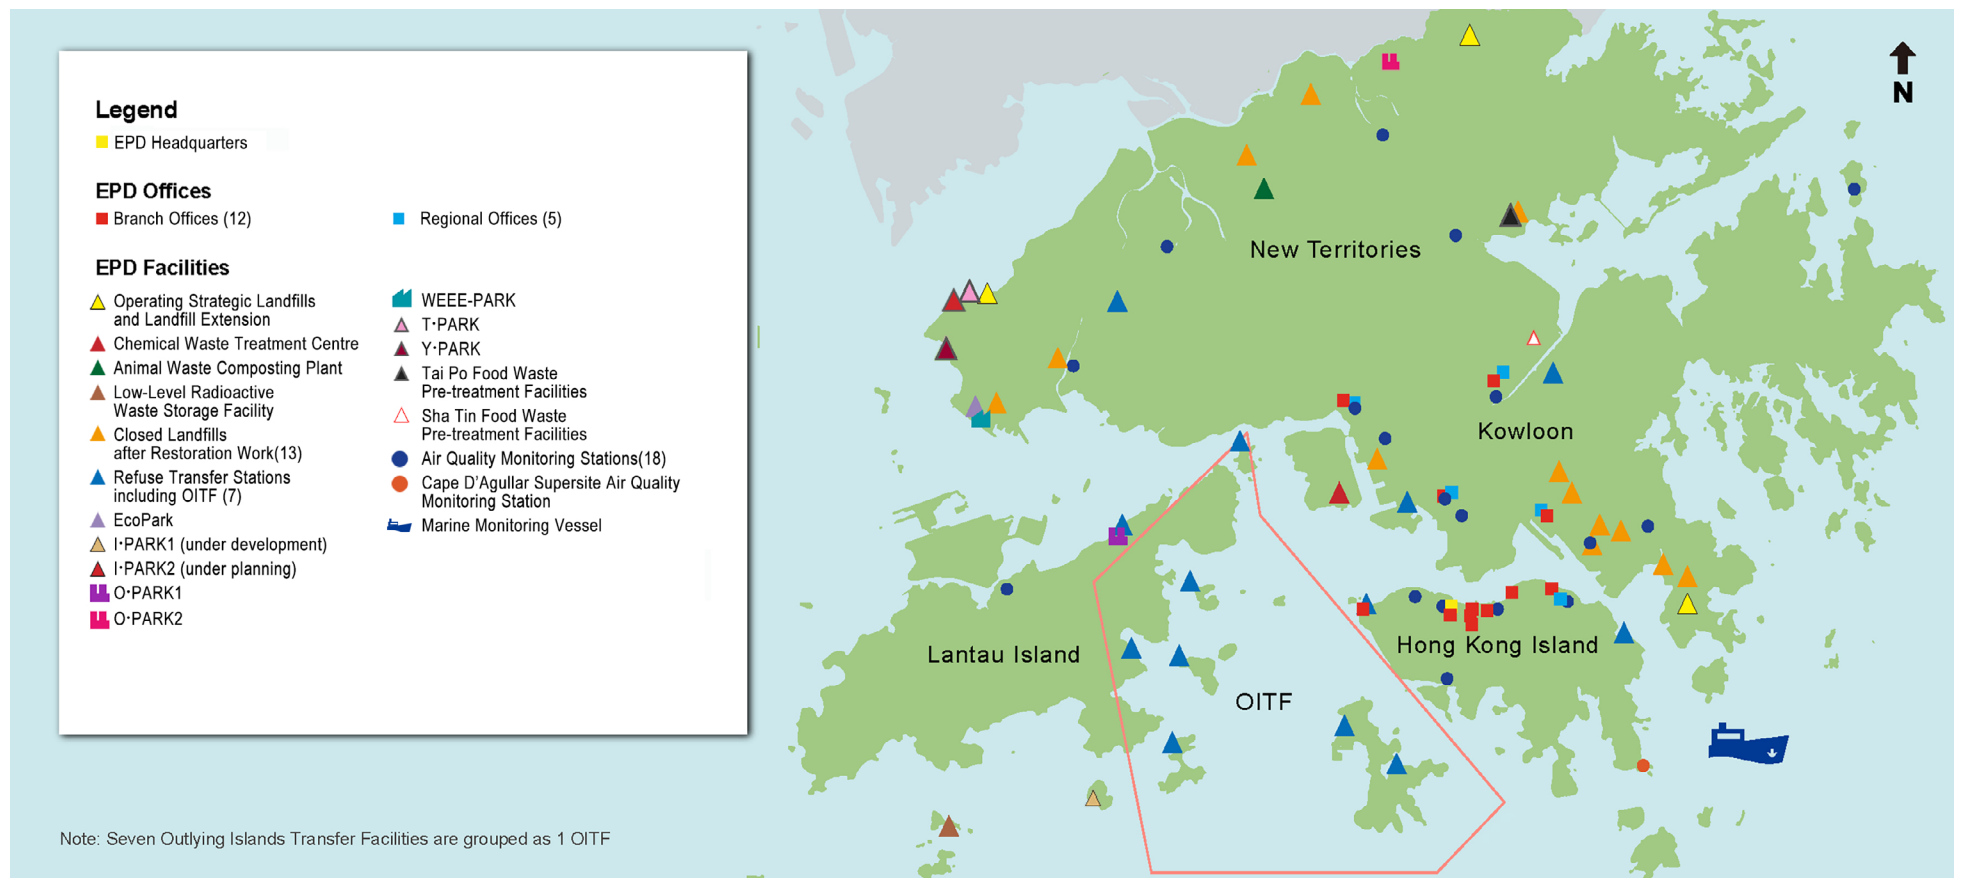 Legend
EPD Headquarters
EPD Offices
Branch Offices (12)
Regional Offices (5)
EPD Facilities
Operating Strategic Landfills
and Landfill Extension
Chemical Waste Treatment Centre
Animal Waste Composting Plant
Low-Level Radioactive
Waste Storage Facility
Closed Landfills
after Restoration Work(13)
Refuse Transfer Stations
including OITF (7)
EcoPark
I·PARK1 (under development)
I·PARK2 (under planning)
O·PARK1
O·PARK2
WEEE-PARK
T·PARK
Y·PARK
Tai Po Food Waste
Pre-treatment Facilities
Sha Tin Food Waste
Pre-treatment Facilities
Air Quality Monitoring Stations(18)
Cape D'Agullar Supersite Air Quality
Monitoring Station
Marine Monitoring Vessel
N
New Territories
Kowloon
Hong Kong Island
Lantau Island
OITF
Note: Seven Outlying Islands Transfer Facilities are grouped as 1 OITF